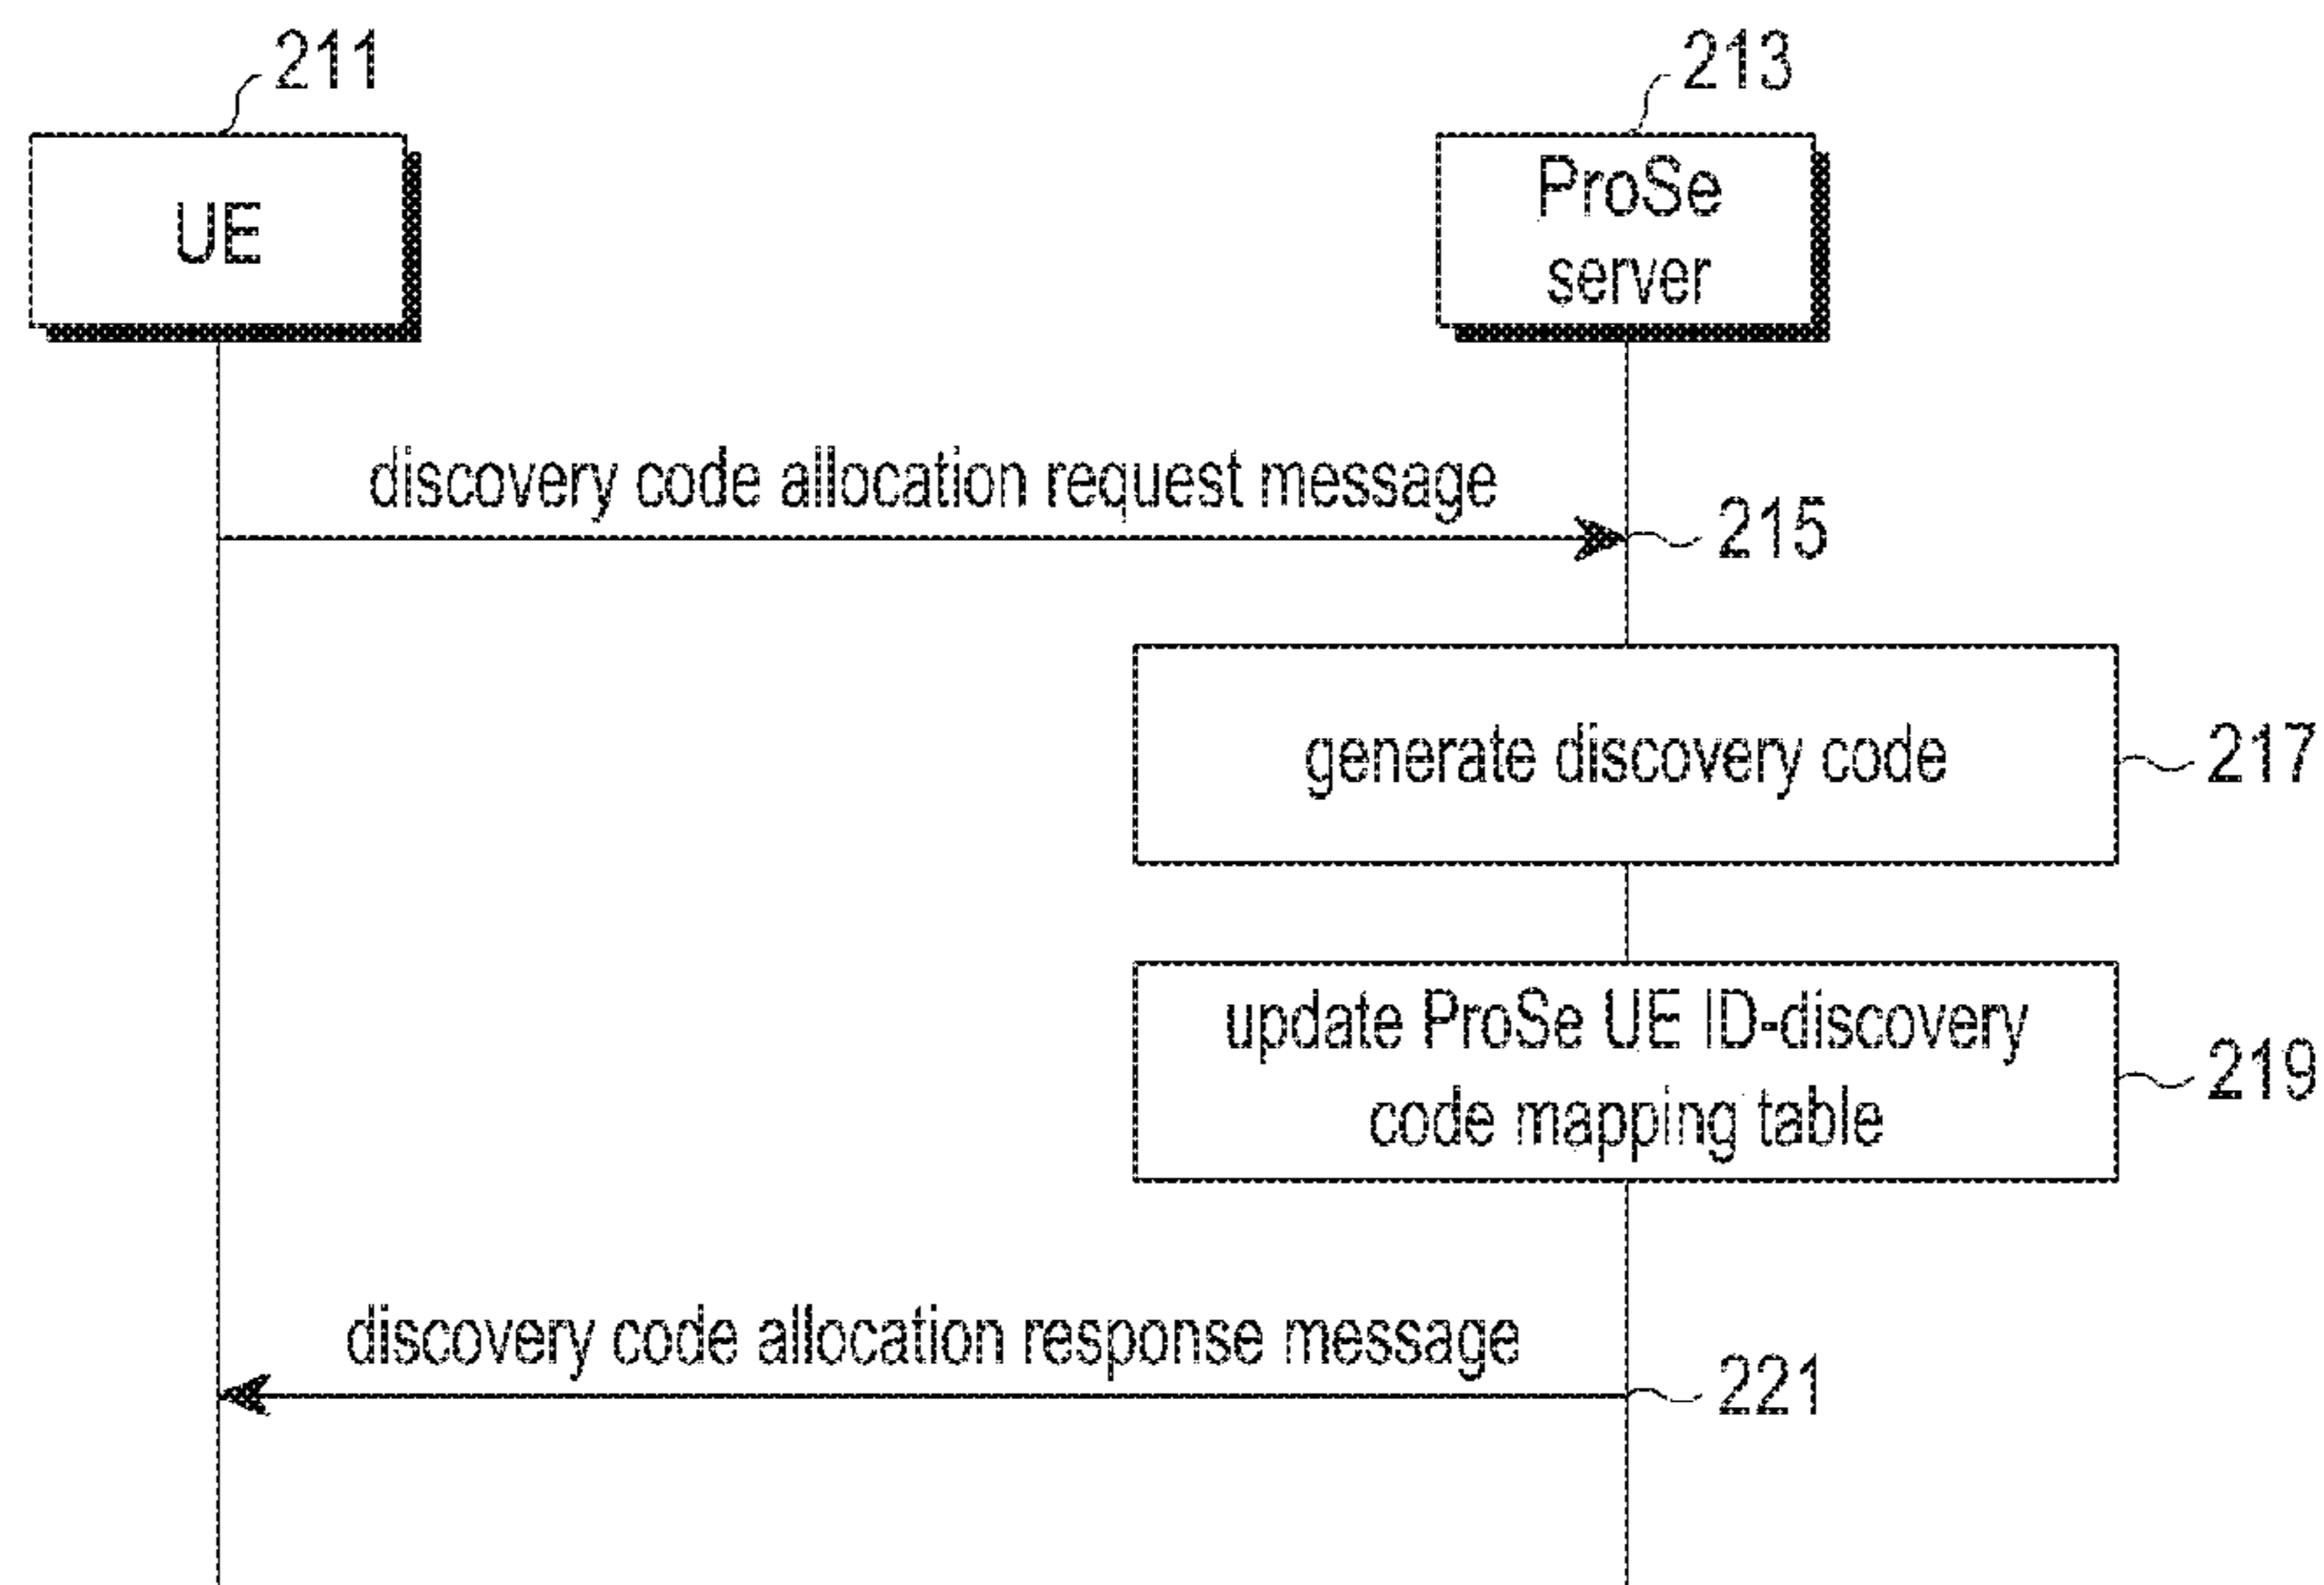 211
213
UE
ProSe
server
discovery code allocation request message
215
generate discovery code
217
update ProSe UE ID-discovery
code mapping table
219
discovery code allocation response message
221